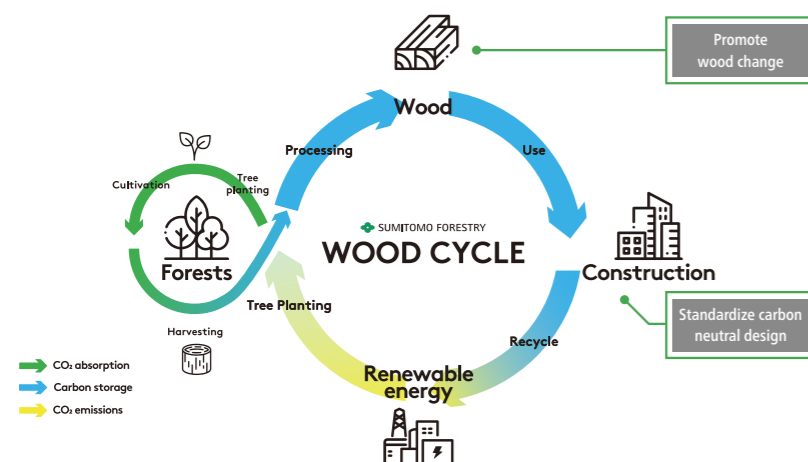 Promote
wood change
Wood
Processing
Use
Cultivation
Tree
planting
Forests
SUMITOMO FORESTRY
WOOD CYCLE
Construction
Tree Planting
Harvesting
Standardize carbon
neutral design
Recycle
Renewable
energy
CO₂ absorption
Carbon storage
CO₂ emissions